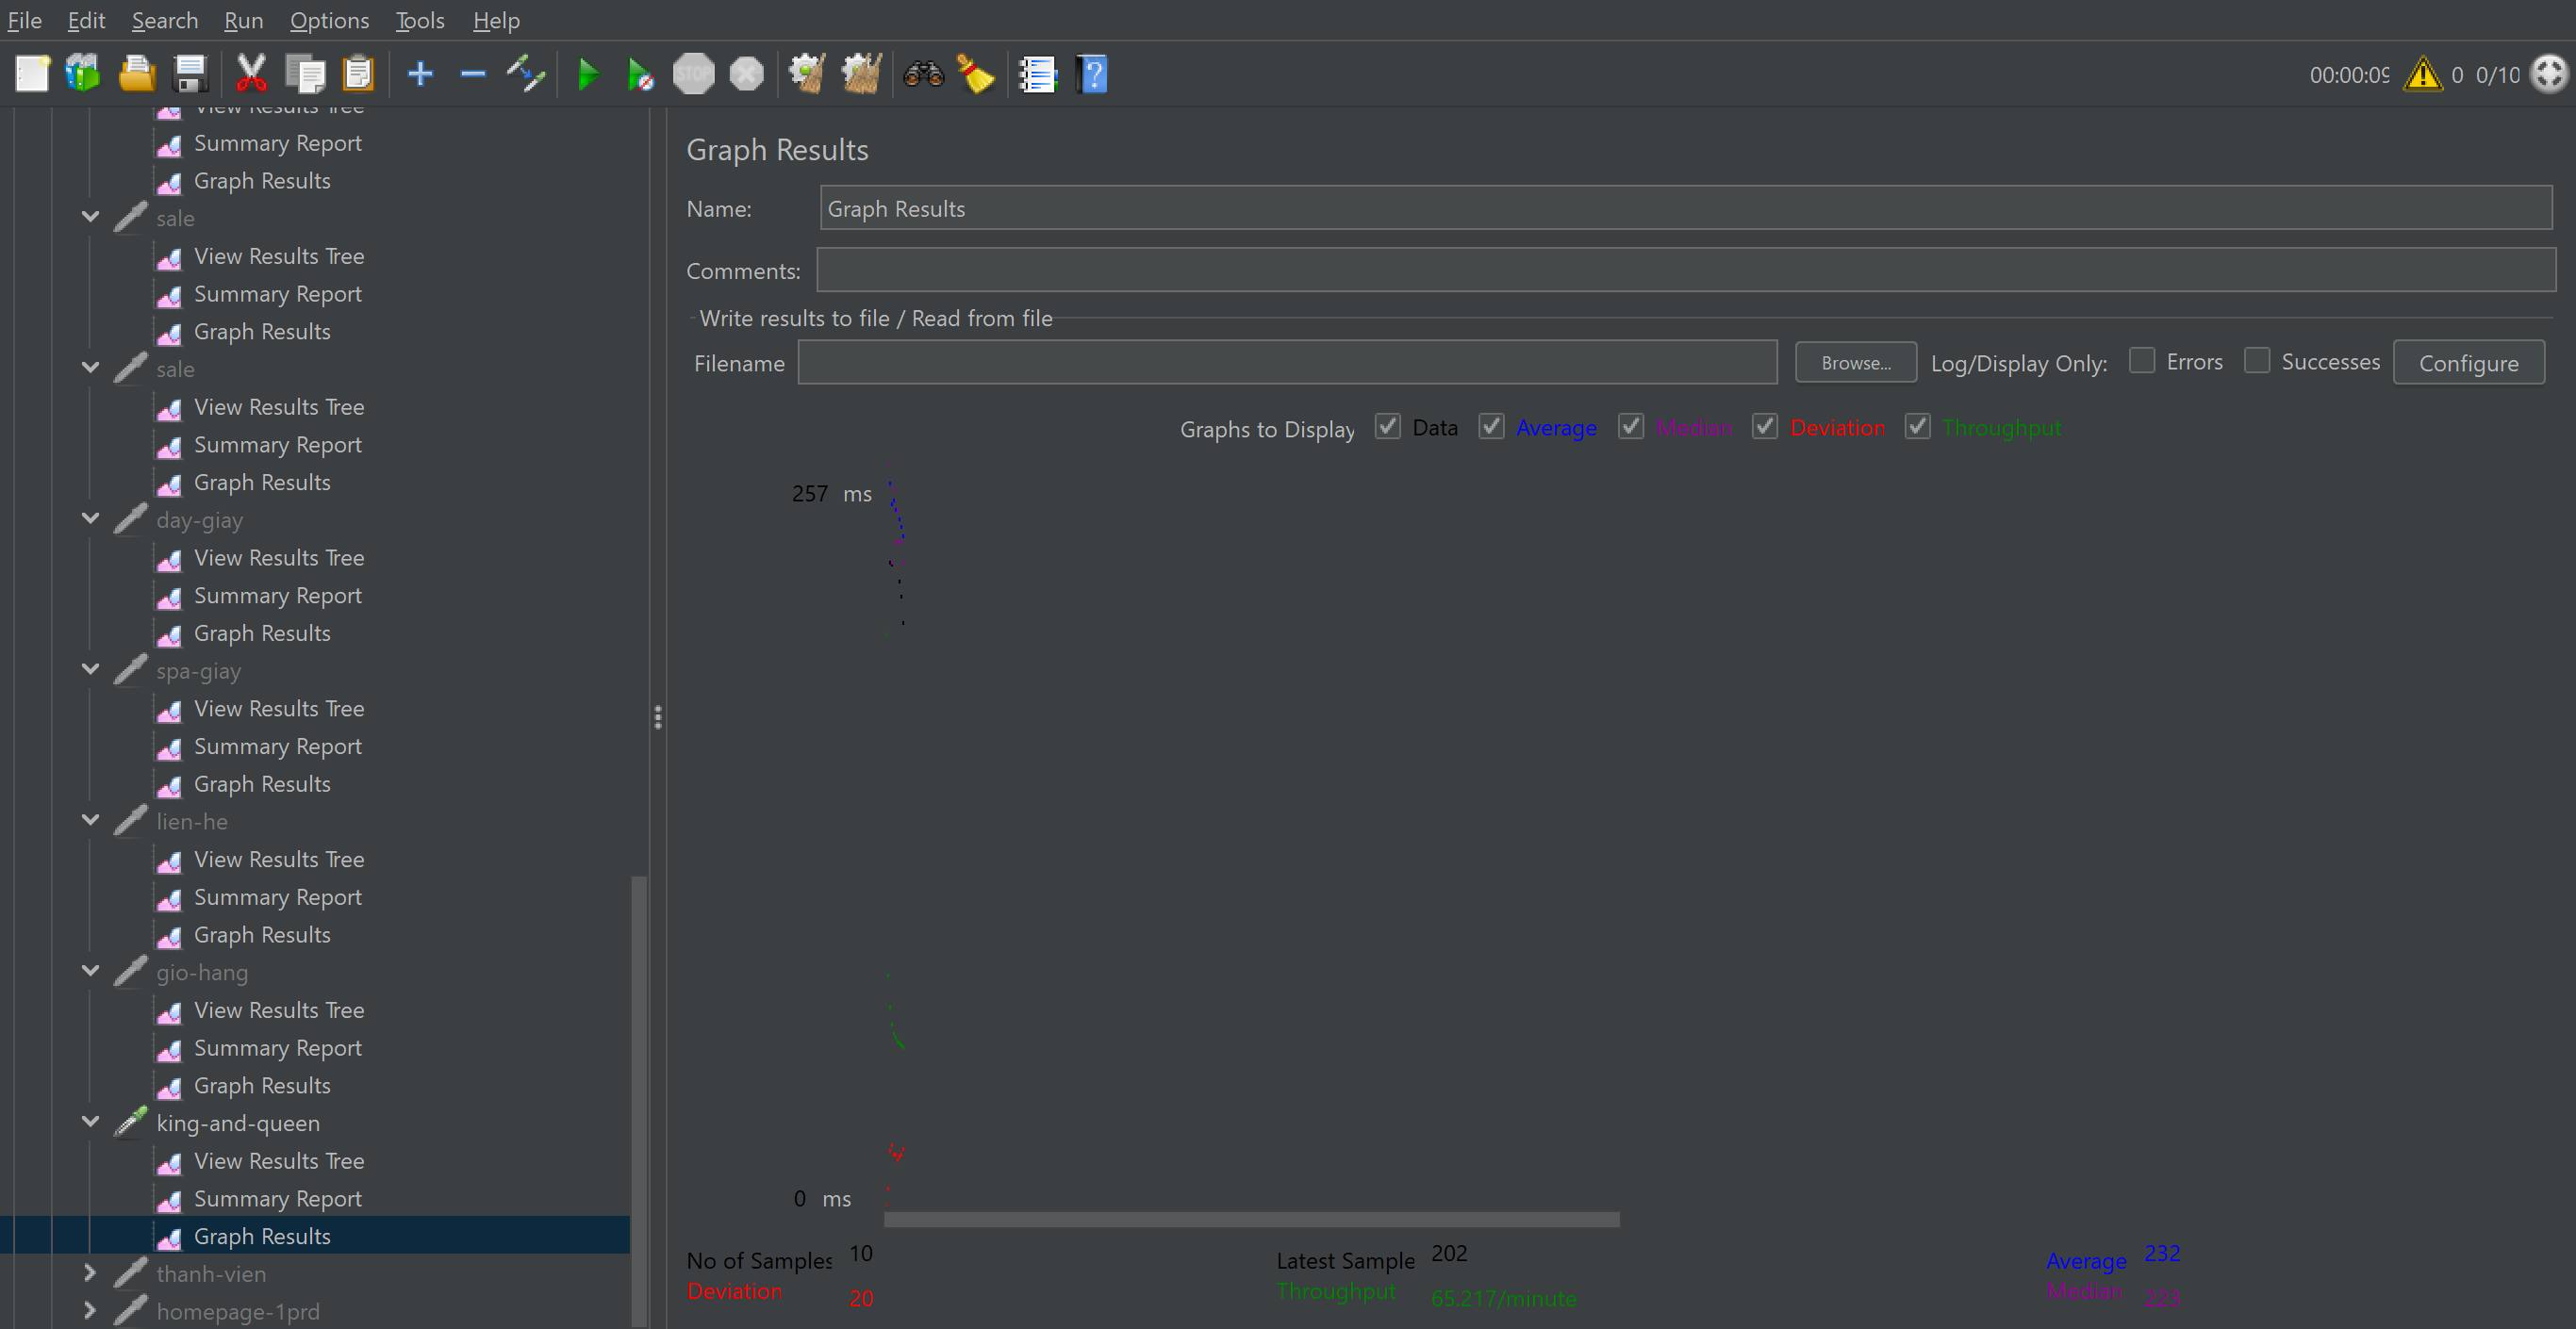 File Edit Search Run Options Tools Help
STOP
00:00:09 0 0/10
View Results Tree
Summary Report
Graph Results
sale
View Results Tree
Summary Report
Graph Results
sale
View Results Tree
Summary Report
Graph Results
day-giay
View Results Tree
Summary Report
Graph Results
spa-giay
View Results Tree
Summary Report
Graph Results
lien-he
View Results Tree
Summary Report
Graph Results
gio-hang
View Results Tree
Summary Report
Graph Results
king-and-queen
View Results Tree
Summary Report
Graph Results
thanh-vien
homepage-1prd
Graph Results
Name: Graph Results
Comments:
Write results to file / Read from file
Filename Browse... Log/Display Only: Errors Successes Configure
Graphs to Display Data Average Median Deviation Throughput
257 ms
0 ms
No of Samples 10 Latest Sample 202 Average 232
Deviation 20 Throughput 65.217/minute Median 223